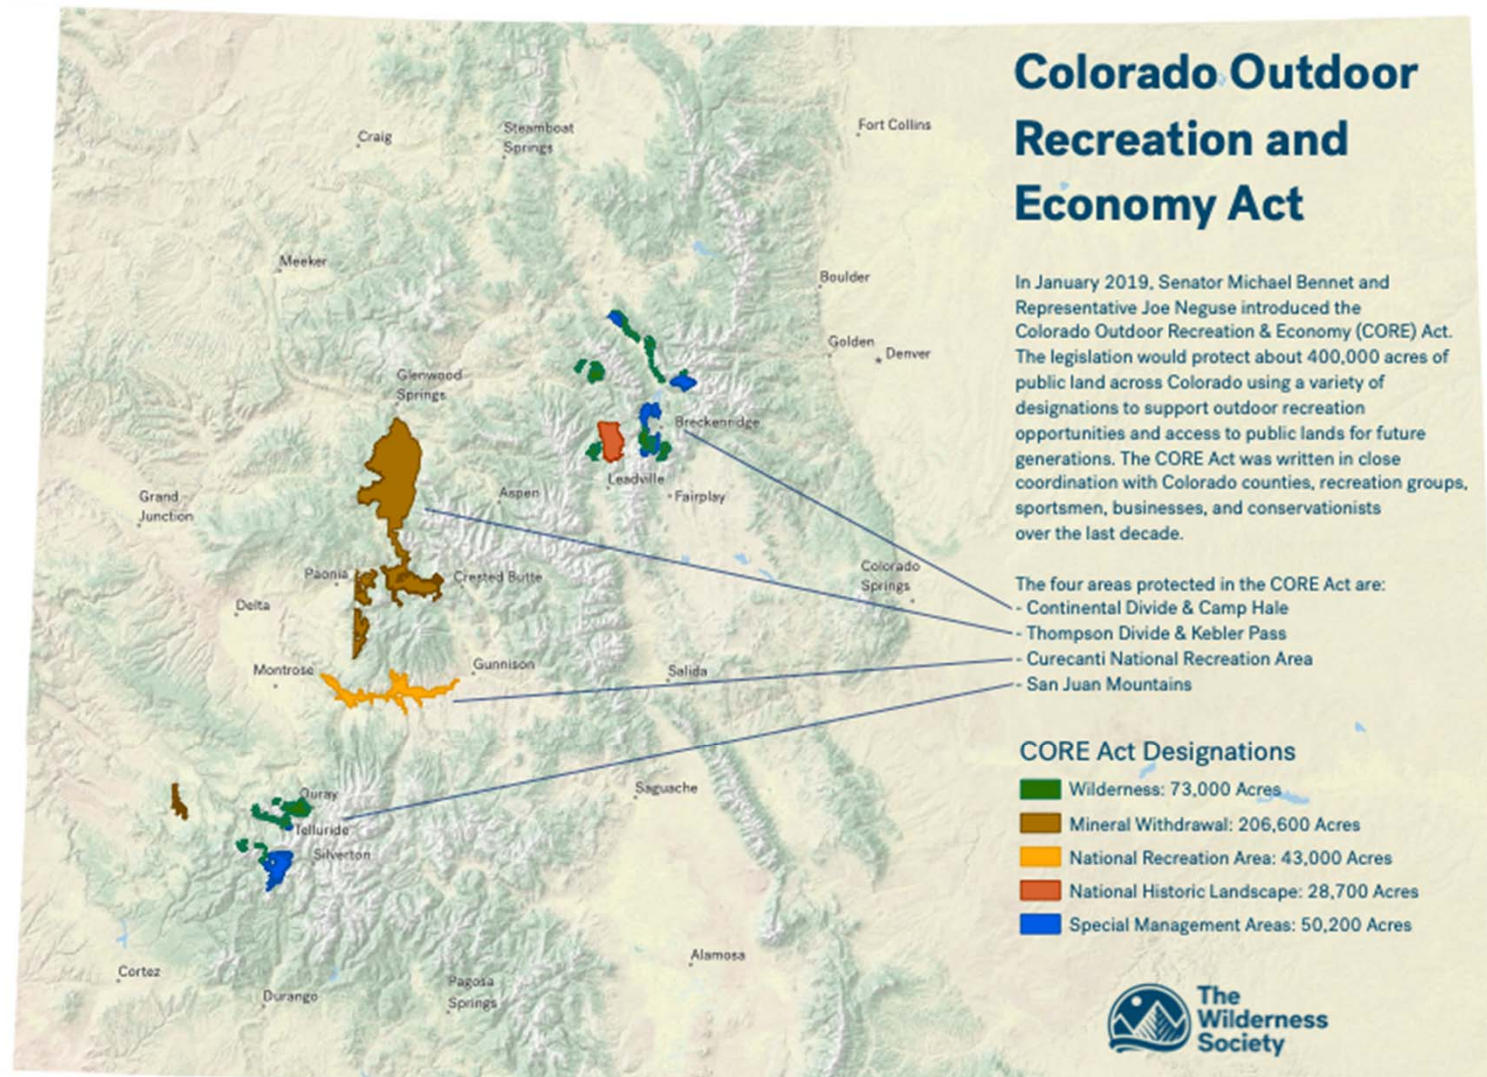 Colorado Outdoor
Recreation and
Economy Act
In January 2019, Senator Michael Bennet and
Representative Joe Neguse introduced the
Colorado Outdoor Recreation & Economy (CORE) Act.
The legislation would protect about 400,000 acres of
public land across Colorado using a variety of
designations to support outdoor recreation
opportunities and access to public lands for future
generations. The CORE Act was written in close
coordination with Colorado counties, recreation groups,
sportsmen, businesses, and conservationists
over the last decade.
The four areas protected in the CORE Act are:
- Continental Divide & Camp Hale
- Thompson Divide & Kebler Pass
- Curecanti National Recreation Area
- San Juan Mountains
CORE Act Designations
Wilderness: 73,000 Acres
Mineral Withdrawal: 206,600 Acres
National Recreation Area: 43,000 Acres
National Historic Landscape: 28,700 Acres
Special Management Areas: 50,200 Acres
The
Wilderness
Society
Craig
Steamboat
Springs
Fort Collins
Meeker
Boulder
Golden
Denver
Glenwood
Springs
Breckenridge
Leadville
Fairplay
Aspen
Grand
Junction
Colorado
Springs
Paonia
Crested Butte
Delta
Montrose
Gunnison
Salida
Ouray
Telluride
Silverton
Saguache
Alamosa
Cortez
Durango
Pagosa
Springs